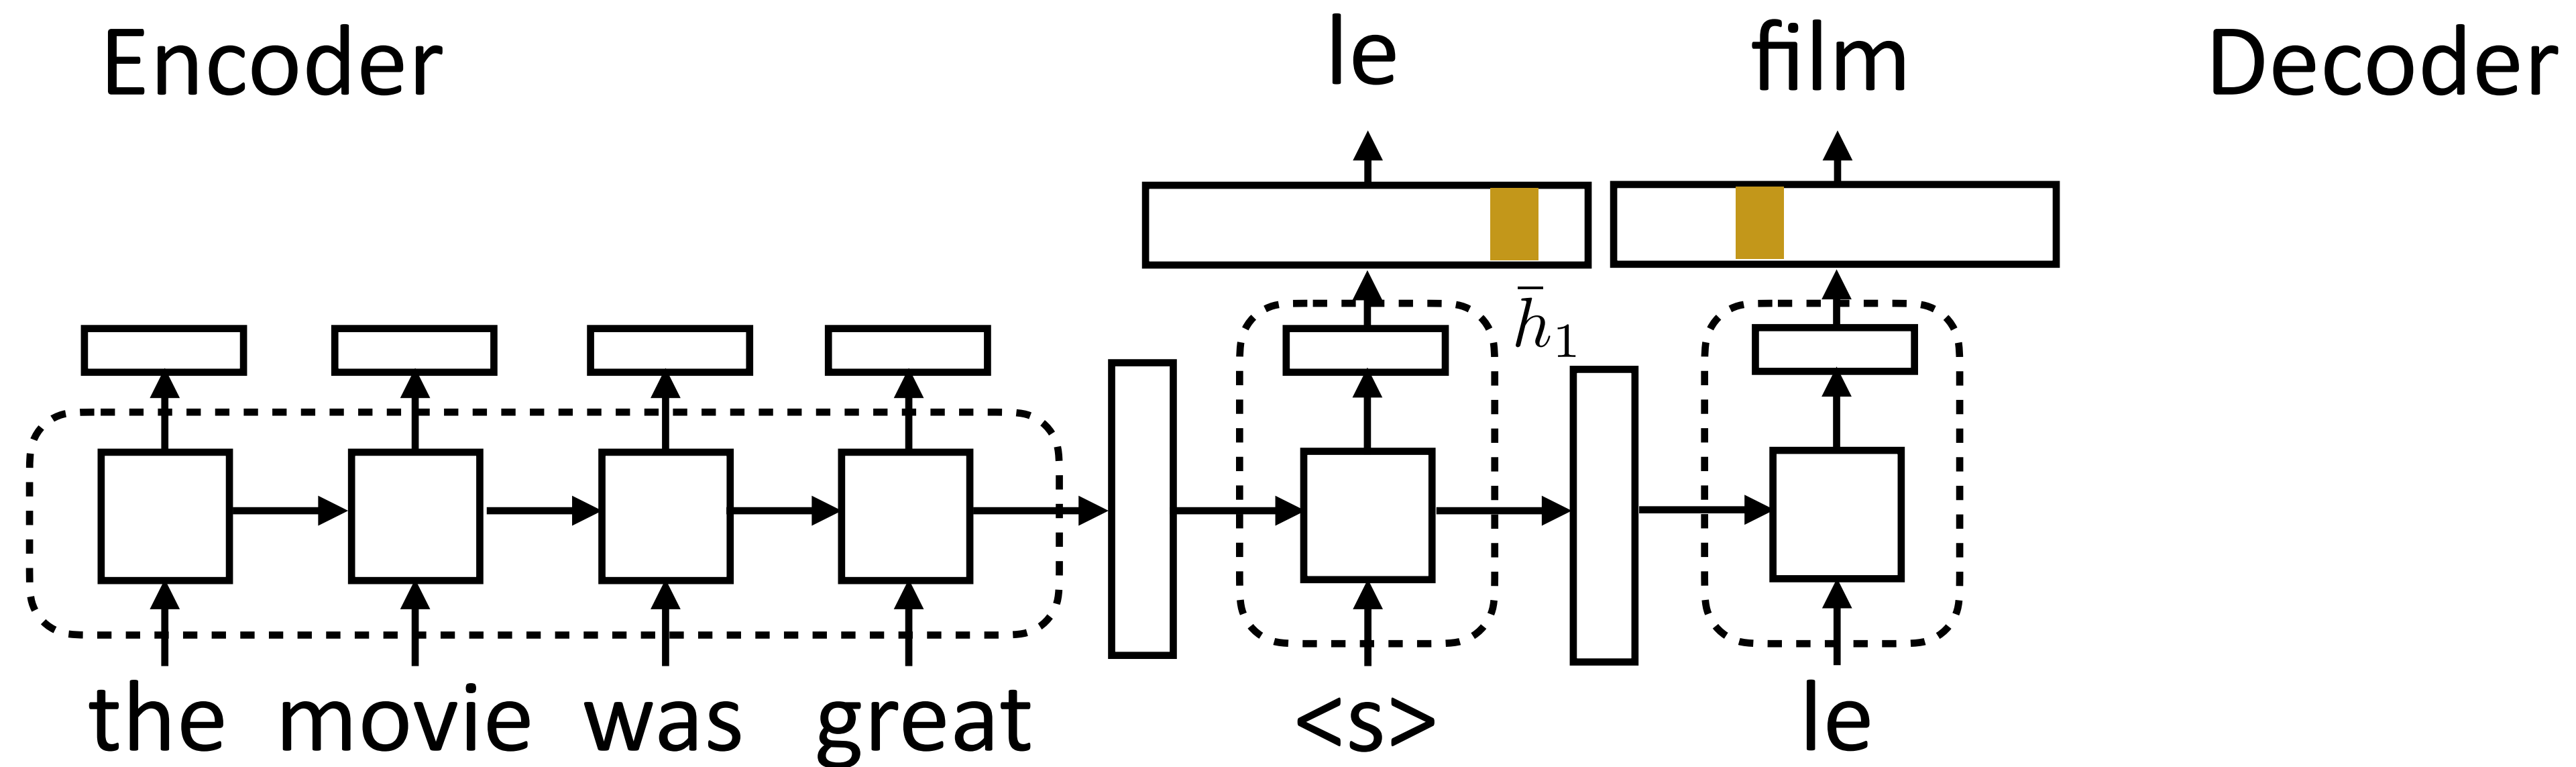 Encoder le film Decoder
h̄₁
the movie was great <s> le